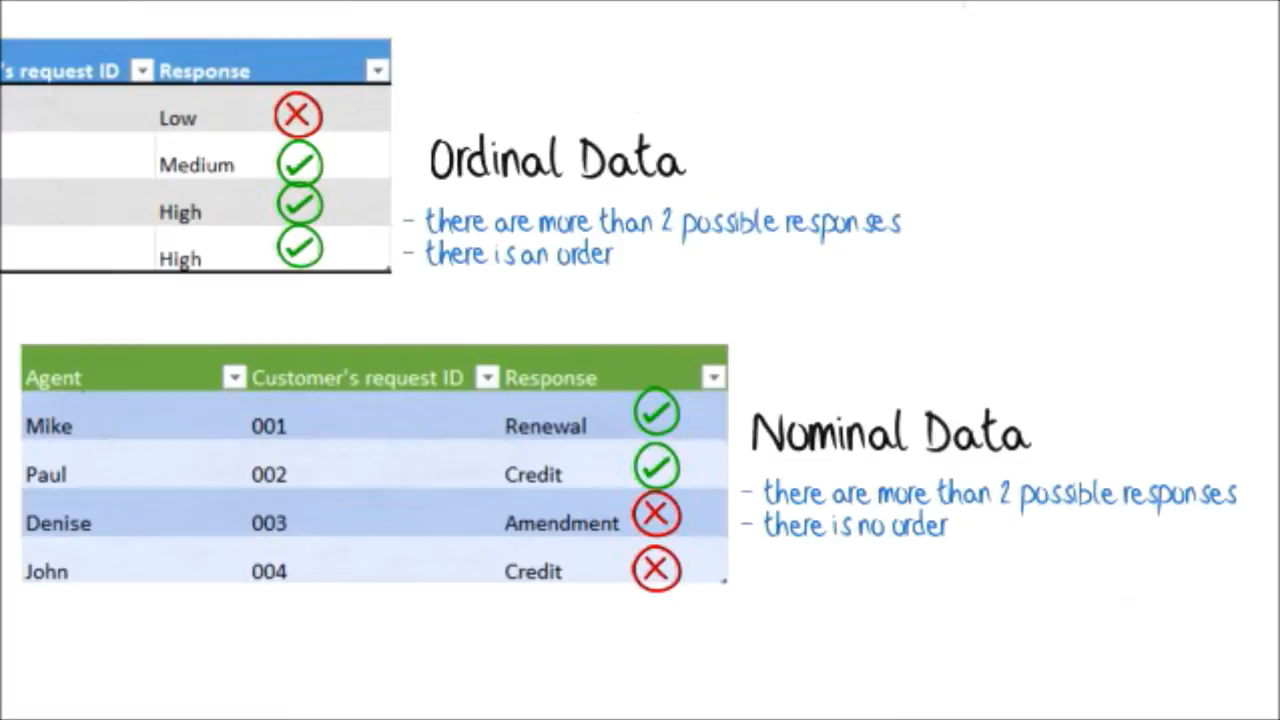 's request ID Response
Low
Medium
High
High
Ordinal Data
- there are more than 2 possible responses
- there is an order
Agent Customer's request ID Response
Mike 001 Renewal
Paul 002 Credit
Denise 003 Amendment
John 004 Credit
Nominal Data
- there are more than 2 possible responses
- there is no order